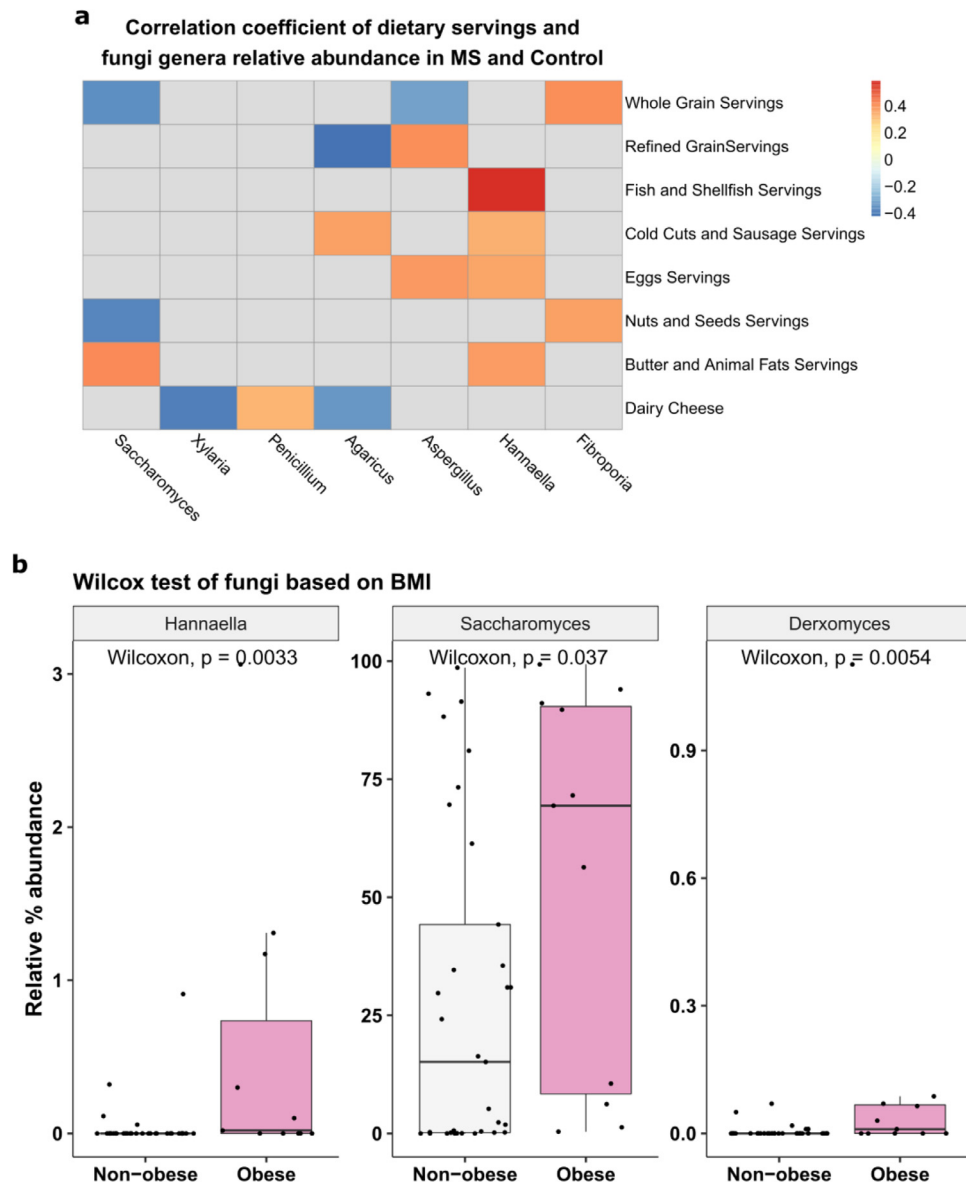 a
Correlation coefficient of dietary servings and
fungi genera relative abundance in MS and Control
Whole Grain Servings
Refined GrainServings
Fish and Shellfish Servings
Cold Cuts and Sausage Servings
Eggs Servings
Nuts and Seeds Servings
Butter and Animal Fats Servings
Dairy Cheese
0.4
0.2
0
−0.2
−0.4
Saccharomyces
Xylaria
Penicillium
Agaricus
Aspergillus
Hannaella
Fibroporia
b
Wilcox test of fungi based on BMI
Relative % abundance
Hannaella
Wilcoxon, p = 0.0033
3
2
1
0
Non-obese
Obese
Saccharomyces
Wilcoxon, p = 0.037
100
75
50
25
0
Non-obese
Obese
Derxomyces
Wilcoxon, p = 0.0054
0.9
0.6
0.3
0.0
Non-obese
Obese